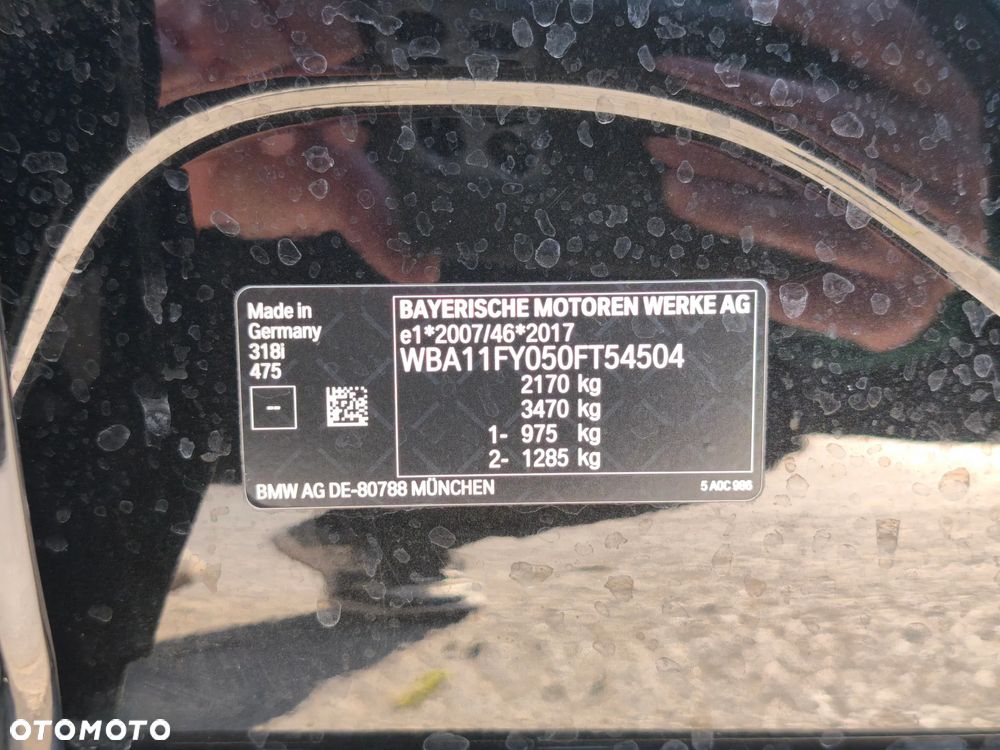 Made in
Germany
318i
475
--
BAYERISCHE MOTOREN WERKE AG
e1*2007/46*2017
WBA11FY050FT54504
2170 kg
3470 kg
1- 975 kg
2- 1285 kg
BMW AG DE-80788 MÜNCHEN
5 A0C 986
OTOMOTO